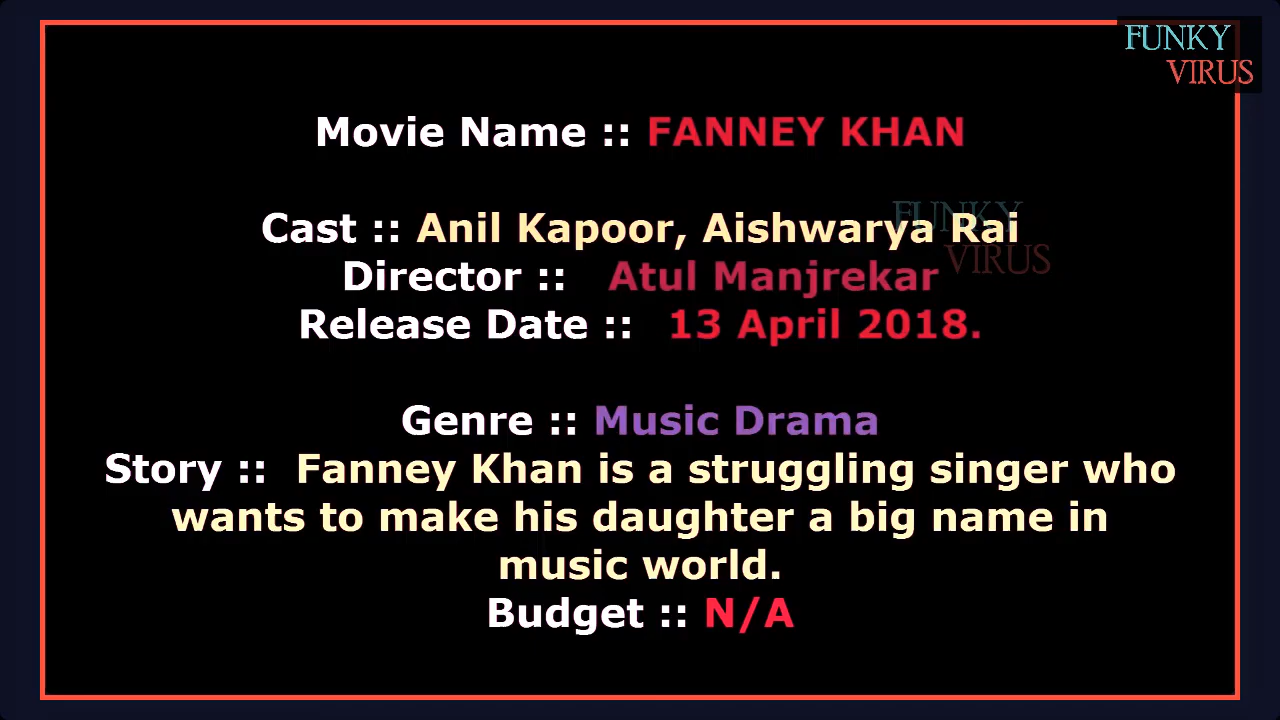 FUNKY
VIRUS
Movie Name :: FANNEY KHAN
Cast :: Anil Kapoor, Aishwarya Rai
FUNKY
VIRUS
Director :: Atul Manjrekar
Release Date :: 13 April 2018.
Genre :: Music Drama
Story :: Fanney Khan is a struggling singer who
wants to make his daughter a big name in
music world.
Budget :: N/A